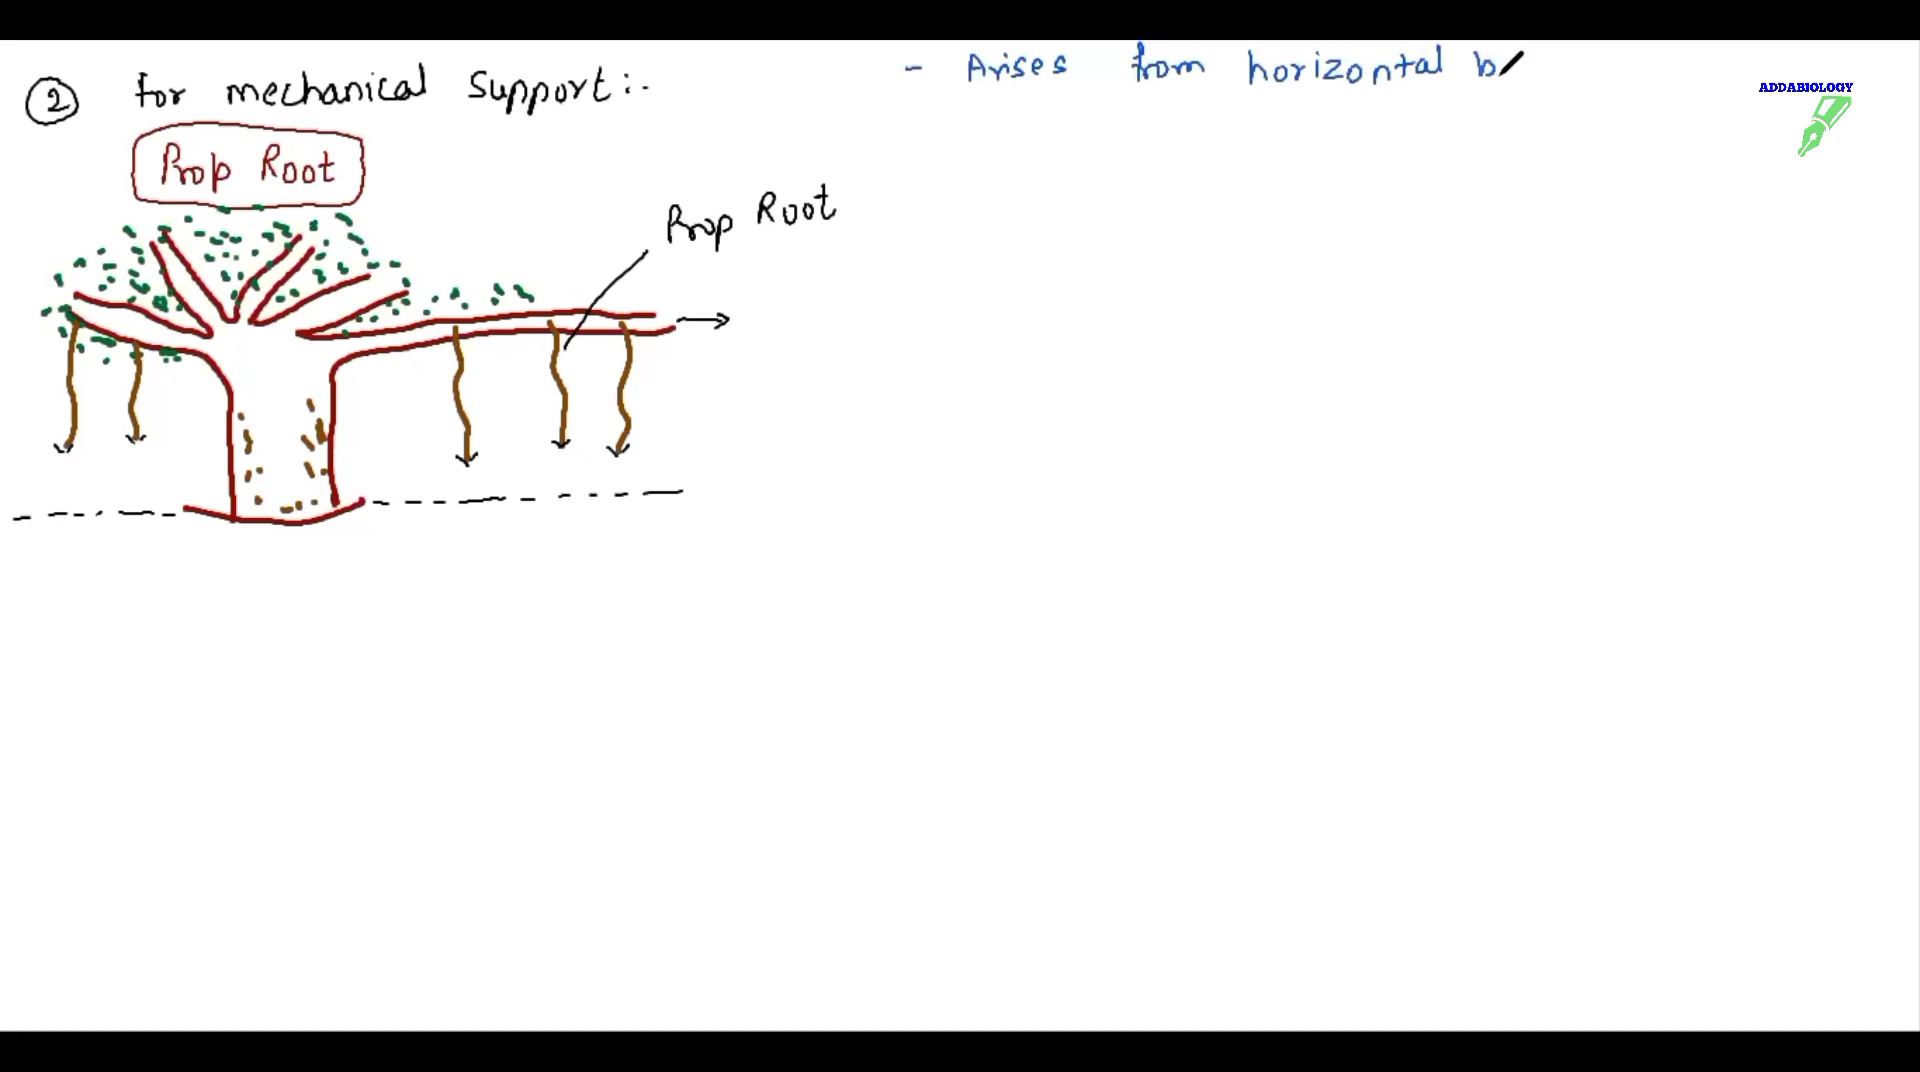 ② For mechanical Support:-
Prop Root
Prop Root
- Arises from horizontal b
ADDABIOLOGY